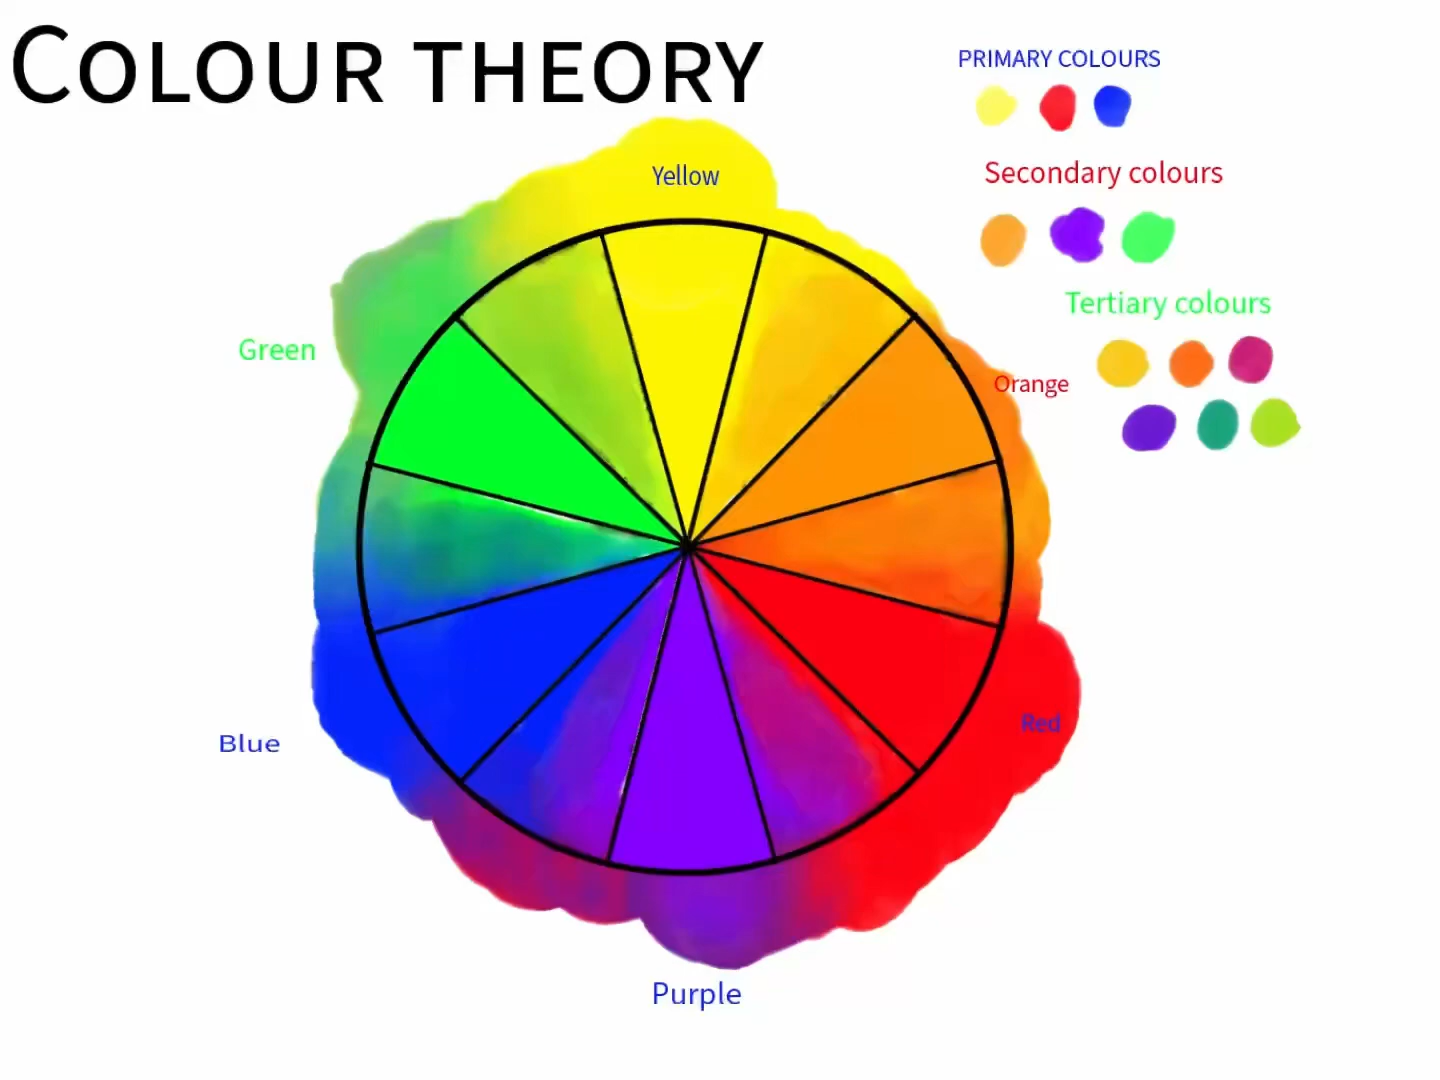 COLOUR THEORY
PRIMARY COLOURS
Secondary colours
Tertiary colours
Yellow
Green
Orange
Red
Blue
Purple